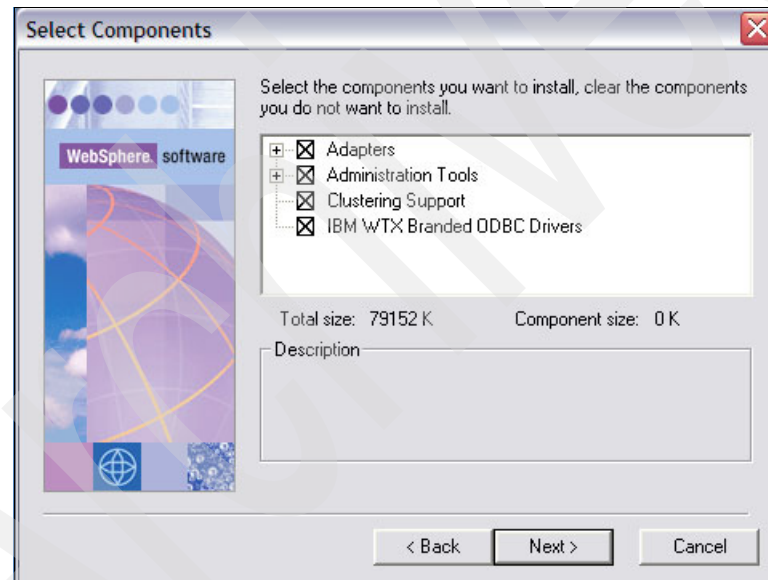 Select Components
Select the components you want to install, clear the components
you do not want to install.
WebSphere. software
Adapters
Administration Tools
Clustering Support
IBM WTX Branded ODBC Drivers
Total size: 79152 K Component size: 0 K
Description
< Back Next > Cancel